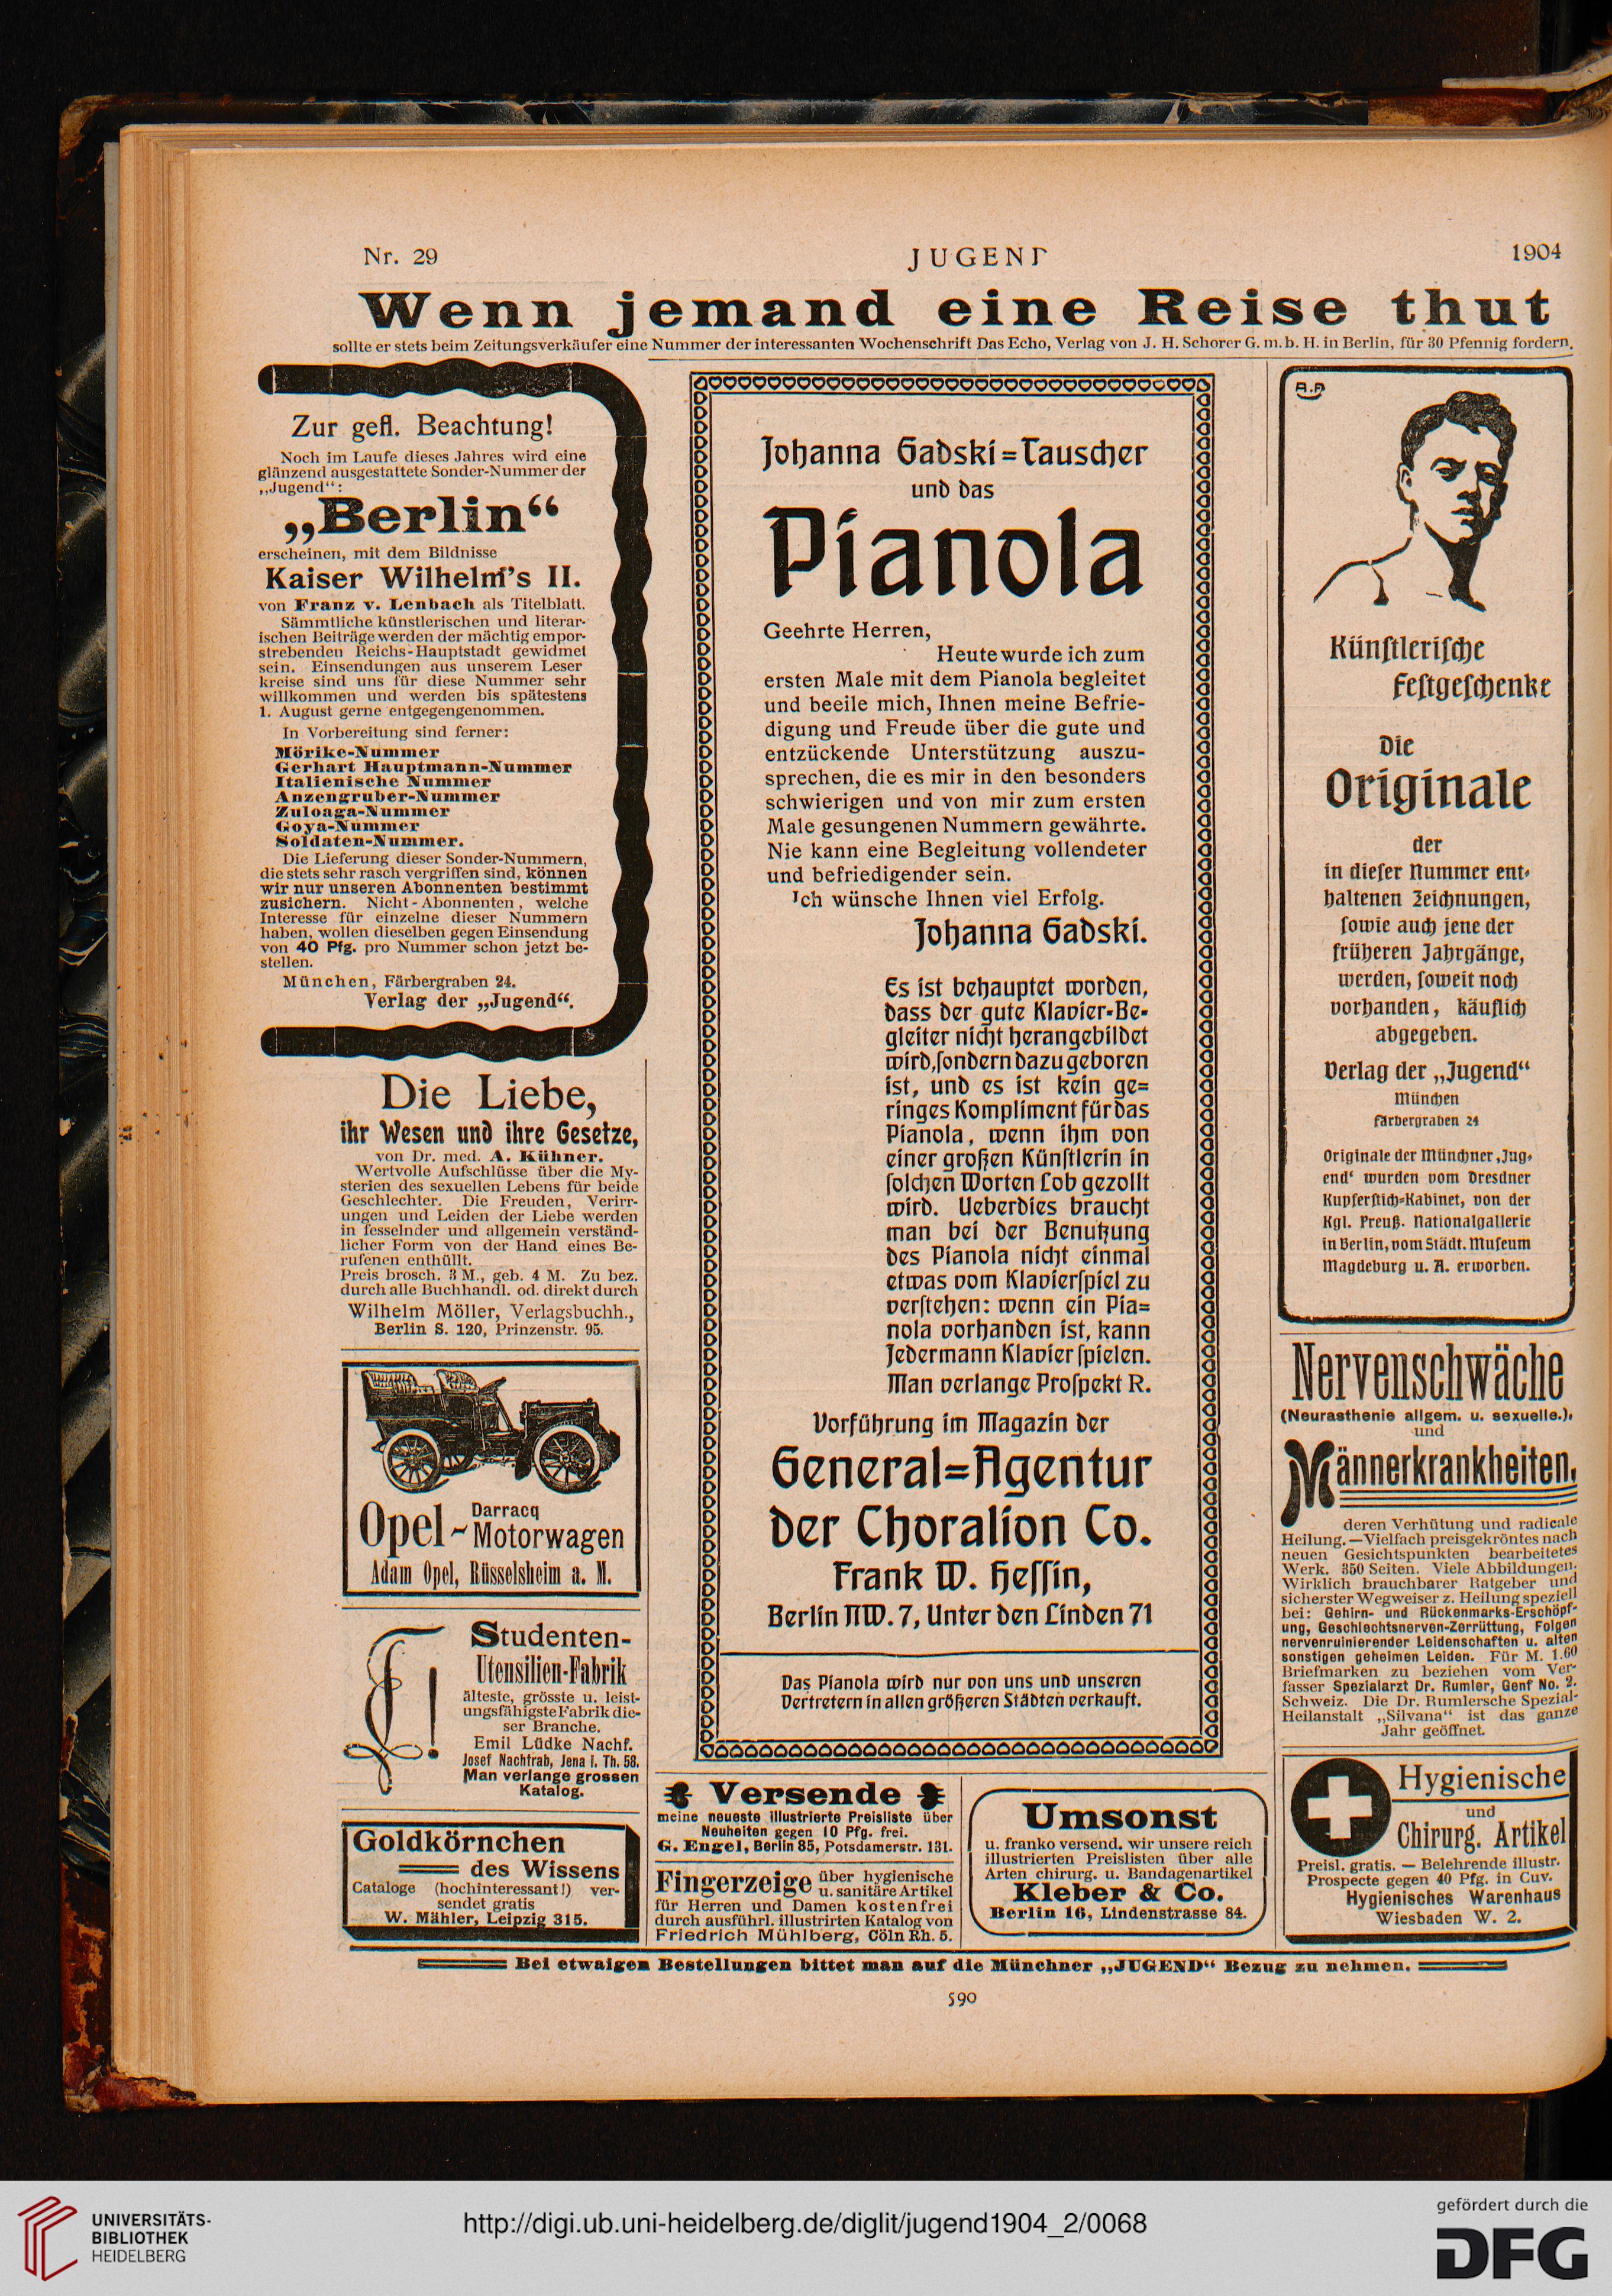 Nr. 29
JUGEND
1904
Wenn jemand eine Reise thut
sollte er stets beim Zeitungsverkäufer eine Nummer der interessanten Wochenschrift Das Echo, Verlag von J. H. Schorer G. m. b. H. in Berlin, für 30 Pfennig fordern.
Zur gefl. Beachtung!
Noch im Laufe dieses Jahres wird eine
glänzend ausgestattete Sonder-Nummer der
„Jugend“:
„Berlin“
erscheinen, mit dem Bildnisse
Kaiser Wilhelm's II.
von Franz v. Lenbach als Titelblatt.
Sämmtliche künstlerischen und literar-
ischen Beiträge werden der mächtig empor-
strebenden Reichs-Hauptstadt gewidmet
sein. Einsendungen aus unserem Leser
kreise sind uns für diese Nummer sehr
willkommen und werden bis spätestens
1. August gerne entgegengenommen.
In Vorbereitung sind ferner:
Mörike-Nummer
Gerhart Hauptmann-Nummer
Italienische Nummer
Anzengruber-Nummer
Zuloaga-Nummer
Goya-Nummer
Soldaten-Nummer.
Die Lieferung dieser Sonder-Nummern,
die stets sehr rasch vergriffen sind, können
wir nur unseren Abonnenten bestimmt
zusichern. Nicht-Abonnenten, welche
Interesse für einzelne dieser Nummern
haben, wollen dieselben gegen Einsendung
von 40 Pfg. pro Nummer schon jetzt be-
stellen.
München, Färbergraben 24.
Verlag der „Jugend“.
Die Liebe,
ihr Wesen und ihre Gesetze,
von Dr. med. A. Kühner.
Wertvolle Aufschlüsse über die My-
sterien des sexuellen Lebens für beide
Geschlechter. Die Freuden, Verirr-
ungen und Leiden der Liebe werden
in fesselnder und allgemein verständ-
licher Form von der Hand eines Be-
rufenen enthüllt.
Preis brosch. 3 M., geb. 4 M. Zu bez.
durch alle Buchhandl. od. direkt durch
Wilhelm Möller, Verlagsbuchh.,
Berlin S. 120, Prinzenstr. 95.
Opel-Darracq
Motorwagen
Adam Opel, Rüsselsheim a. M.
Studenten-
Utensilien-Fabrik
älteste, grösste u. leist-
ungsfähigste Fabrik die-
ser Branche.
Emil Lüdke Nachf.
Josef Nachtrab, Jena i. Th. 58.
Man verlange grossen
Katalog.
Goldkörnchen
des Wissens
Cataloge (hochinteressant!) ver-
sendet gratis
W. Mähler, Leipzig 315.
Johanna Gadski=Tauscher
und das
Pianola
Geehrte Herren,
Heute wurde ich zum
ersten Male mit dem Pianola begleitet
und beeile mich, Ihnen meine Befrie-
digung und Freude über die gute und
entzückende Unterstützung auszu-
sprechen, die es mir in den besonders
schwierigen und von mir zum ersten
Male gesungenen Nummern gewährte.
Nie kann eine Begleitung vollendeter
und befriedigender sein.
Ich wünsche Ihnen viel Erfolg.
Johanna Gadski.
Es ist behauptet worden,
dass der gute Klavier-Be-
gleiter nicht herangebildet
wird, ſondern dazu geboren
ist, und es ist kein ge=
ringes Kompliment für das
Pianola, wenn ihm von
einer großen Künſtlerin in
ſolchen Worten Lob gezollt
wird. Ueberdies braucht
man bei der Benutzung
des Pianola nicht einmal
etwas vom Klavierſpiel zu
verſtehen: wenn ein Pia=
nola vorhanden ist, kann
Jedermann Klavier ſpielen.
Man verlange Proſpekt R.
Vorführung im Magazin der
General=Agentur
der Choralion Co.
Frank W. Heſſin,
Berlin NW. 7, Unter den Linden 71
Das Pianola wird nur von uns und unseren
Vertretern in allen größeren Städten verkauft.
Versende
meine neueste illustrierte Preisliste über
Neuheiten gegen 10 Pfg. frei.
G. Engel, Berlin 85, Potsdamerstr. 131.
Fingerzeige über hygienische
u. sanitäre Artikel
für Herren und Damen kostenfrei
durch ausführl. illustrirten Katalog von
Friedrich Mühlberg, Cöln Rh. 5.
Umsonst
u. franko versend. wir unsere reich
illustrierten Preislisten über alle
Arten chirurg. u. Bandagenartikel
Kleber & Co.
Berlin 16, Lindenstrasse 84.
Künſtleriſche
Feſtgeſchenke
Die
Originale
der
in dieſer Nummer ent-
haltenen Zeichnungen,
ſowie auch jene der
früheren Jahrgänge,
werden, ſoweit noch
vorhanden, käuflich
abgegeben.
Verlag der „Jugend“
München
Färbergraben 24
Originale der Münchner ‚Jug-
end‘ wurden vom Dresdner
Kupferſtich-Kabinet, von der
Kgl. Preuß. Nationalgallerie
in Berlin, vom Städt. Muſeum
Magdeburg u. A. erworben.
Nervenschwäche
(Neurasthenie allgem. u. sexuelle.),
und
Männerkrankheiten,
deren Verhütung und radicale
Heilung. — Vielfach preisgekröntes nach
neuen Gesichtspunkten bearbeitetes
Werk. 350 Seiten. Viele Abbildungen.
Wirklich brauchbarer Ratgeber und
sicherster Wegweiser z. Heilung speziell
bei: Gehirn- und Rückenmarks-Erschöpf-
ung, Geschlechtsnerven-Zerrüttung, Folgen
nervenruinierender Leidenschaften u. alten
sonstigen geheimen Leiden. Für M. 1.60
Briefmarken zu beziehen vom Ver-
fasser Spezialarzt Dr. Rumler, Genf No. 2.
Schweiz. Die Dr. Rumlersche Spezial-
Heilanstalt „Silvana“ ist das ganze
Jahr geöffnet.
Hygienische
und
Chirurg. Artikel
Preisl. gratis. — Belehrende illustr.
Prospecte gegen 40 Pfg. in Cuv.
Hygienisches Warenhaus
Wiesbaden W. 2.
Bei etwaigen Bestellungen bittet man auf die Münchner „JUGEND“ Bezug zu nehmen.
590
UNIVERSITÄTS-
BIBLIOTHEK
HEIDELBERG
http://digi.ub.uni-heidelberg.de/diglit/jugend1904_2/0068
gefördert durch die
DFG